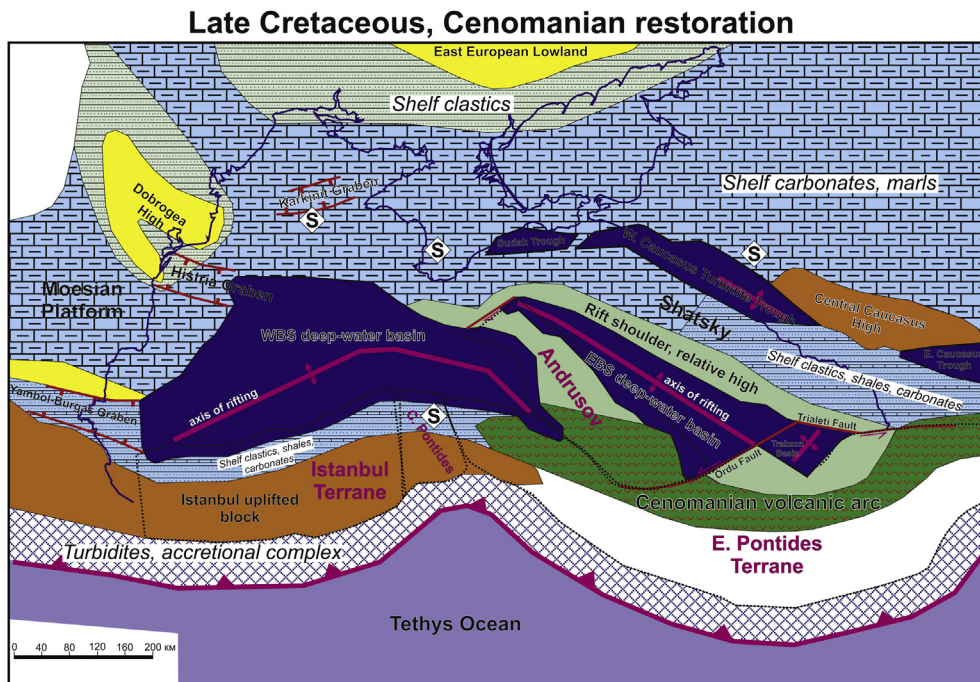 Late Cretaceous, Cenomanian restoration
East European Lowland
Shelf clastics
Dobrogea
High
Karkinit Graben
S
Shelf carbonates, marls
S
S
Sudak Trough
W. Caucasus Turbidite Trough
Histria Graben
Moesian
Platform
Shatsky
Central Caucasus
High
E. Caucasus
Trough
WBS deep-water basin
Rift shoulder, relative high
Andrusov
EBS deep-water basin
axis of rifting
axis of rifting
Shelf clastics, shales, carbonates
Yambol-Burgas Graben
S
C. Pontides
Trialeti Fault
Trabzon
Basin
Ordu Fault
Shelf clastics, shales,
carbonates
Istanbul
Terrane
Istanbul uplifted
block
Cenomanian volcanic arc
Turbidites, accretional complex
E. Pontides
Terrane
Tethys Ocean
0 40 80 120 160 200 км